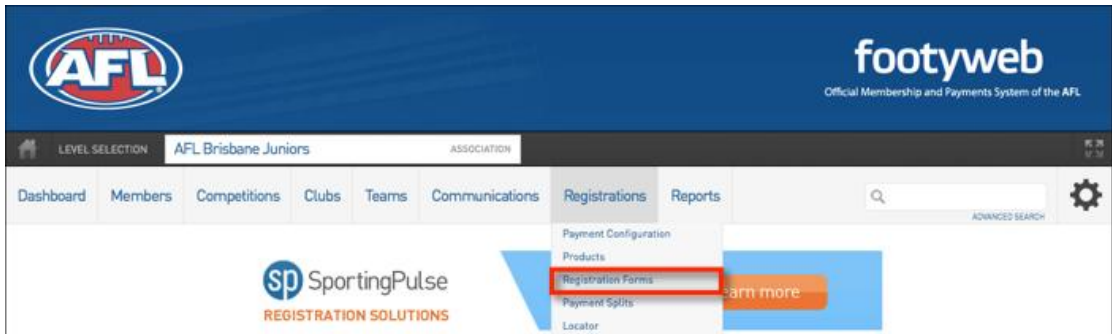 AFL
footyweb
Official Membership and Payments System of the AFL
LEVEL SELECTION AFL Brisbane Juniors ASSOCIATION
Dashboard Members Competitions Clubs Teams Communications Registrations Reports
ADVANCED SEARCH
Payment Configuration
Products
Registration Forms
Payment Splits
Locator
sp SportingPulse
REGISTRATION SOLUTIONS
earn more